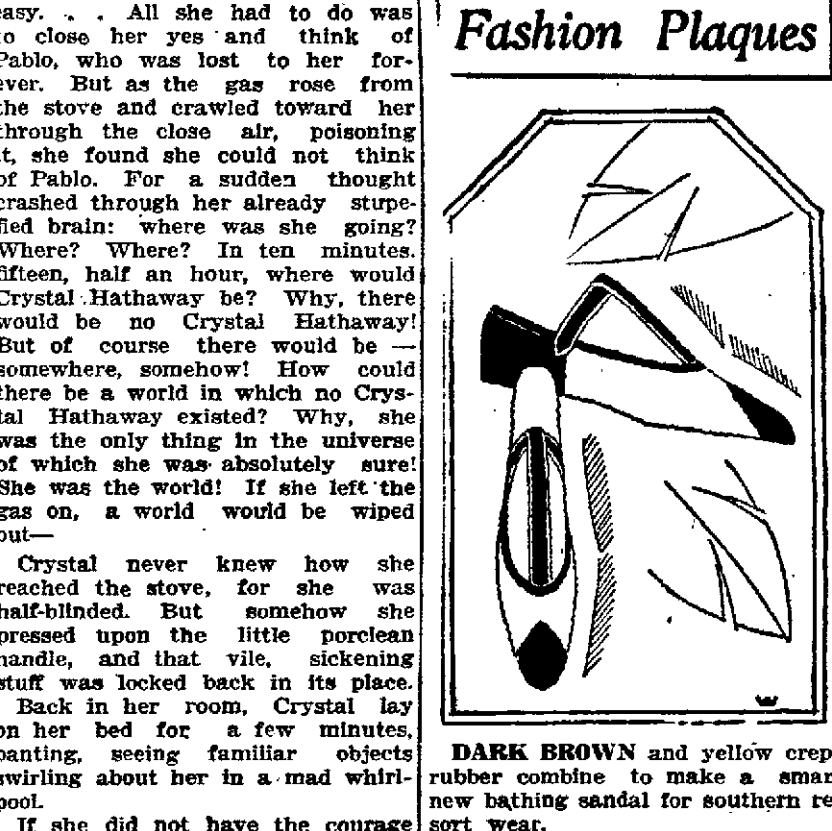 easy. . . All she had to do was
to close her yes and think of
Pablo, who was lost to her for-
ever. But as the gas rose from
the stove and crawled toward her
through the close air, poisoning
it, she found she could not think
of Pablo. For a sudden thought
crashed through her already stupe-
fied brain: where was she going?
Where? Where? In ten minutes.
fifteen, half an hour, where would
Crystal Hathaway be? Why, there
would be no Crystal Hathaway!
But of course there would be —
somewhere, somehow! How could
there be a world in which no Crys-
tal Hathaway existed? Why, she
was the only thing in the universe
of which she was absolutely sure!
She was the world! If she left the
gas on, a world would be wiped
out—
Crystal never knew how she
reached the stove, for she was
half-blinded. But somehow she
pressed upon the little porclean
handle, and that vile, sickening
stuff was locked back in its place.
Back in her room, Crystal lay
on her bed for a few minutes,
panting, seeing familiar objects
swirling about her in a mad whirl-
pool.
If she did not have the courage
Fashion Plaques
DARK BROWN and yellow crep
rubber combine to make a smar
new bathing sandal for southern re
sort wear.